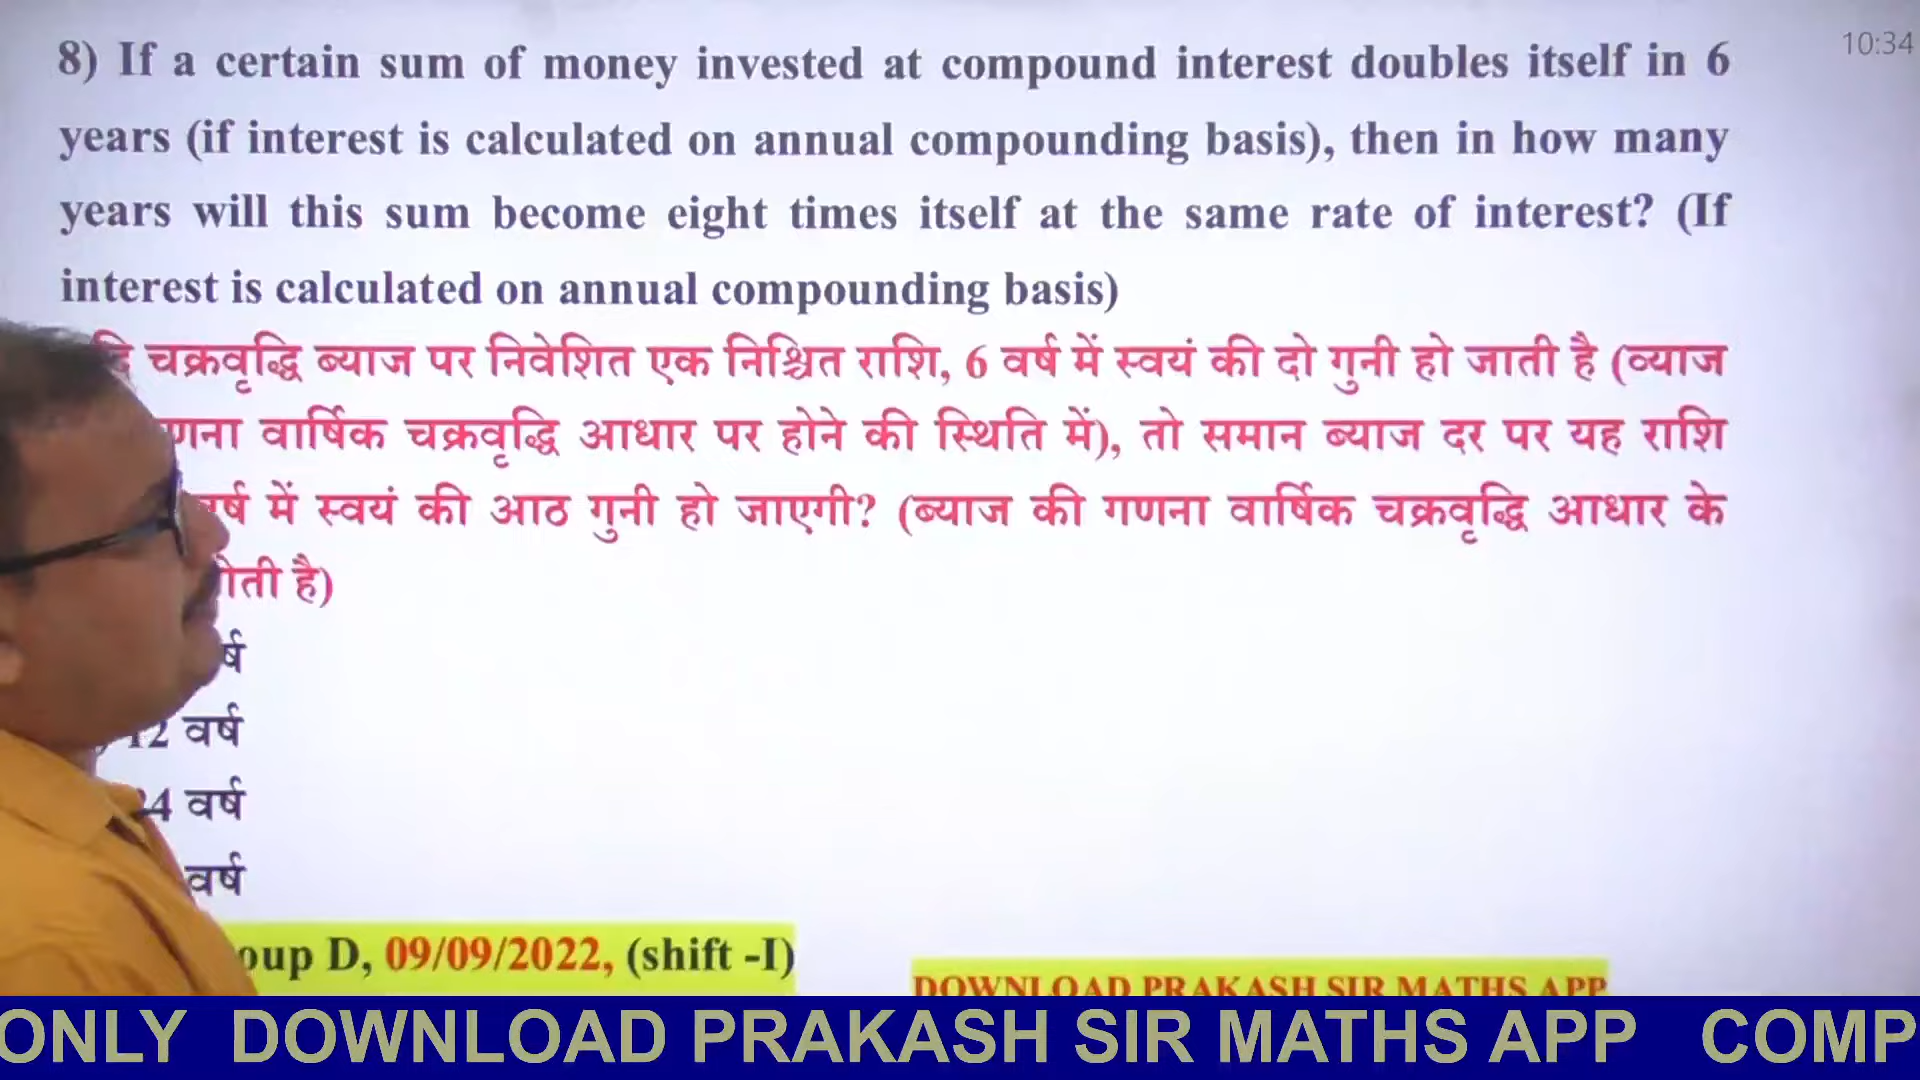 8) If a certain sum of money invested at compound interest doubles itself in 6
10:34
years (if interest is calculated on annual compounding basis), then in how many
years will this sum become eight times itself at the same rate of interest? (If
interest is calculated on annual compounding basis)
चक्रवृद्धि ब्याज पर निवेशित एक निश्चित राशि, 6 वर्ष में स्वयं की दो गुनी हो जाती है (ब्याज
वार्षिक चक्रवृद्धि आधार पर होने की स्थिति में), तो समान ब्याज दर पर यह राशि
में स्वयं की आठ गुनी हो जाएगी? (ब्याज की गणना वार्षिक चक्रवृद्धि आधार के
है)
12 वर्ष
वर्ष
वर्ष
D, 09/09/2022, (shift -I)
DOWNLOAD PRAKASH SIR MATHS APP
ONLY DOWNLOAD PRAKASH SIR MATHS APP COMP